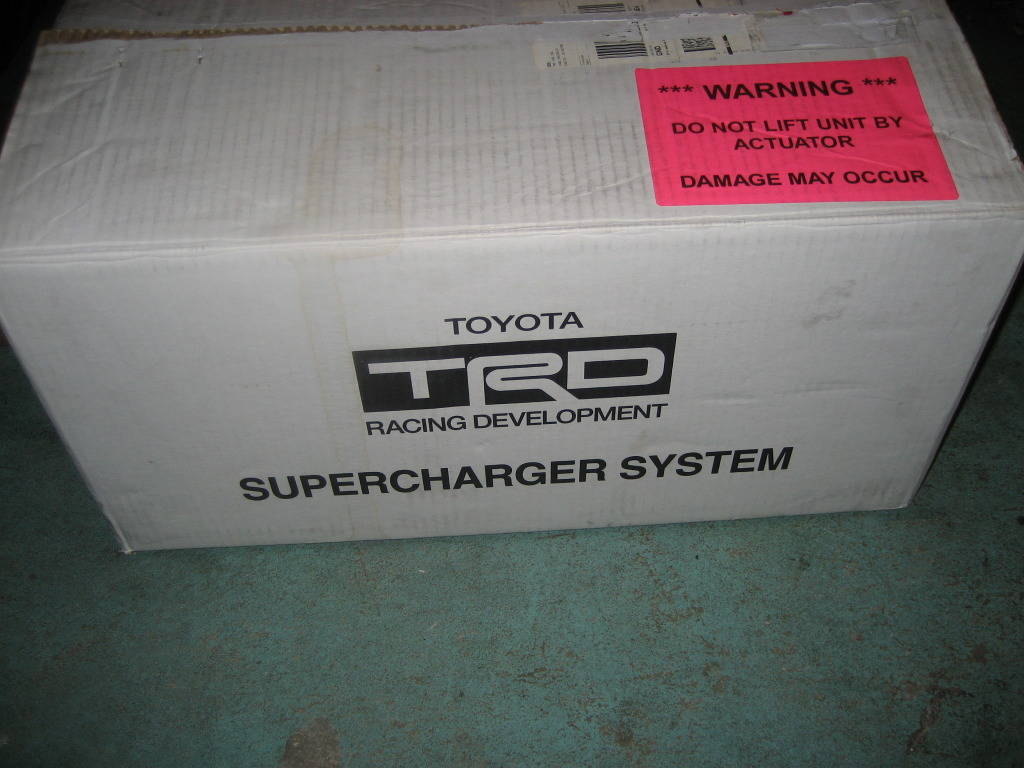 *** WARNING ***
DO NOT LIFT UNIT BY
ACTUATOR
DAMAGE MAY OCCUR
TOYOTA
TRD
RACING DEVELOPMENT
SUPERCHARGER SYSTEM